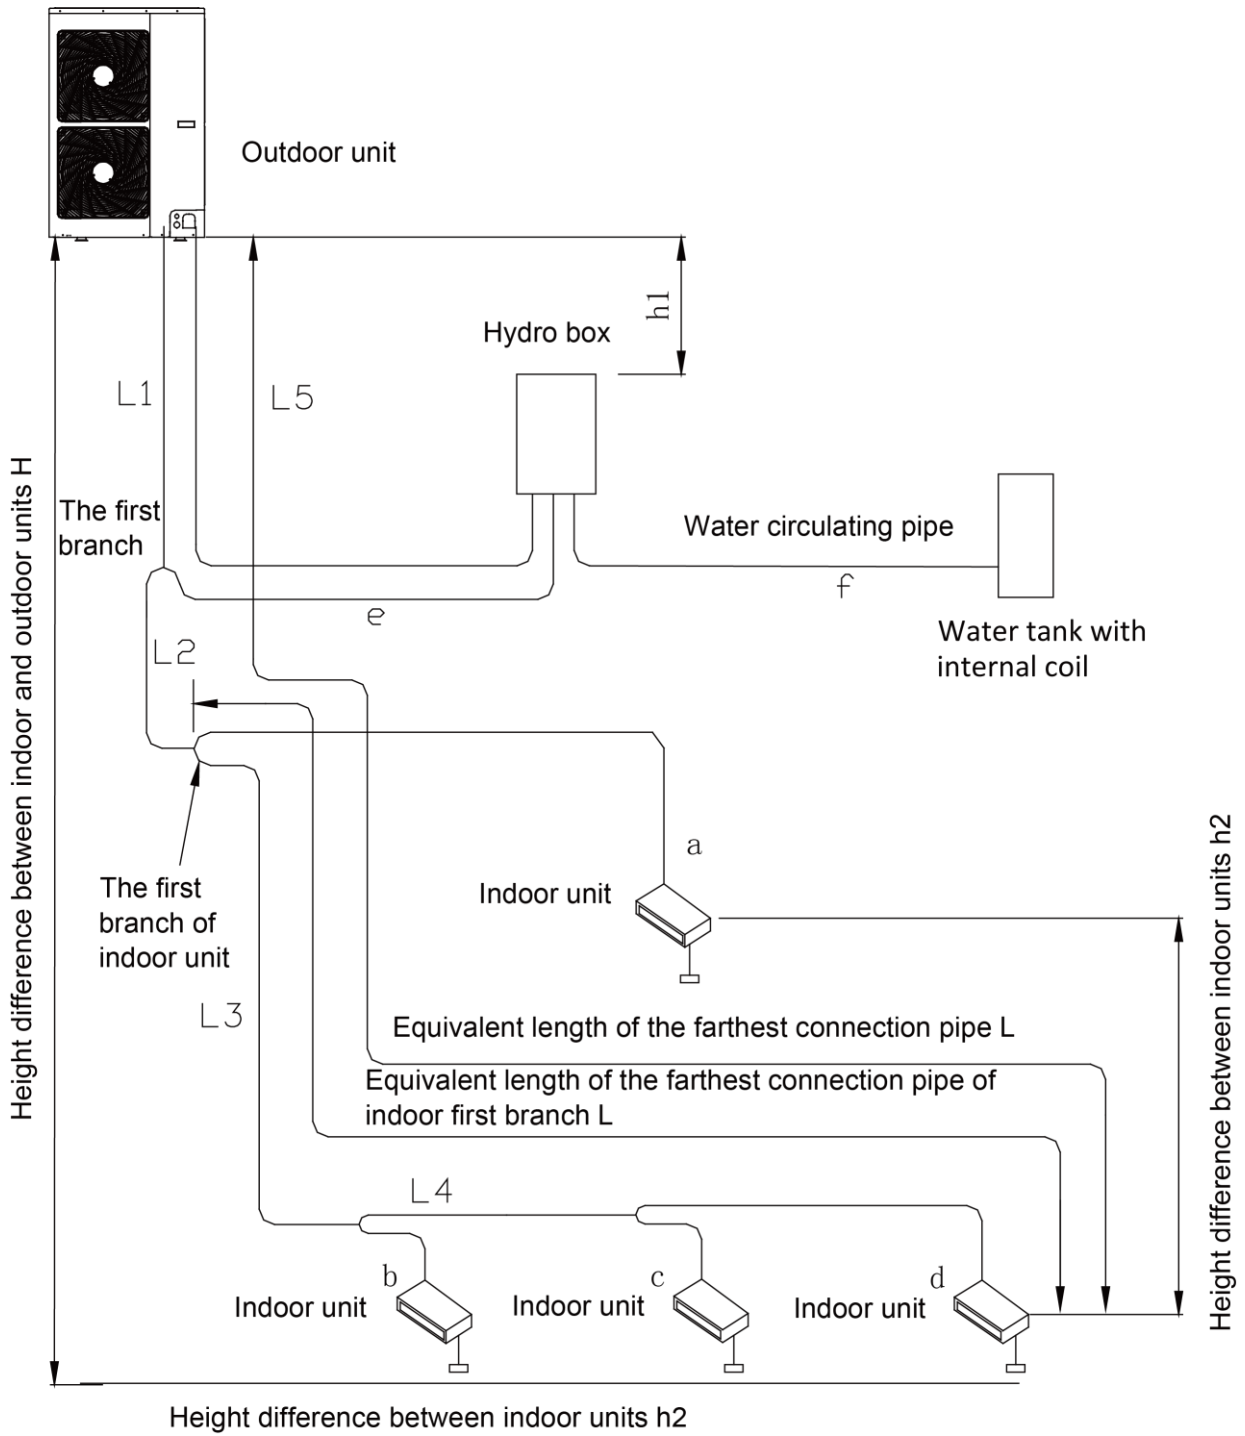 Outdoor unit
h1
Hydro box
L1
L5
Height difference between indoor and outdoor units H
The first
branch
Water circulating pipe
e
f
Water tank with
internal coil
L2
a
The first
branch of
indoor unit
Indoor unit
Height difference between indoor units h2
L3
Equivalent length of the farthest connection pipe L
Equivalent length of the farthest connection pipe of
indoor first branch L
L4
b
Indoor unit
c
Indoor unit
d
Indoor unit
Height difference between indoor units h2